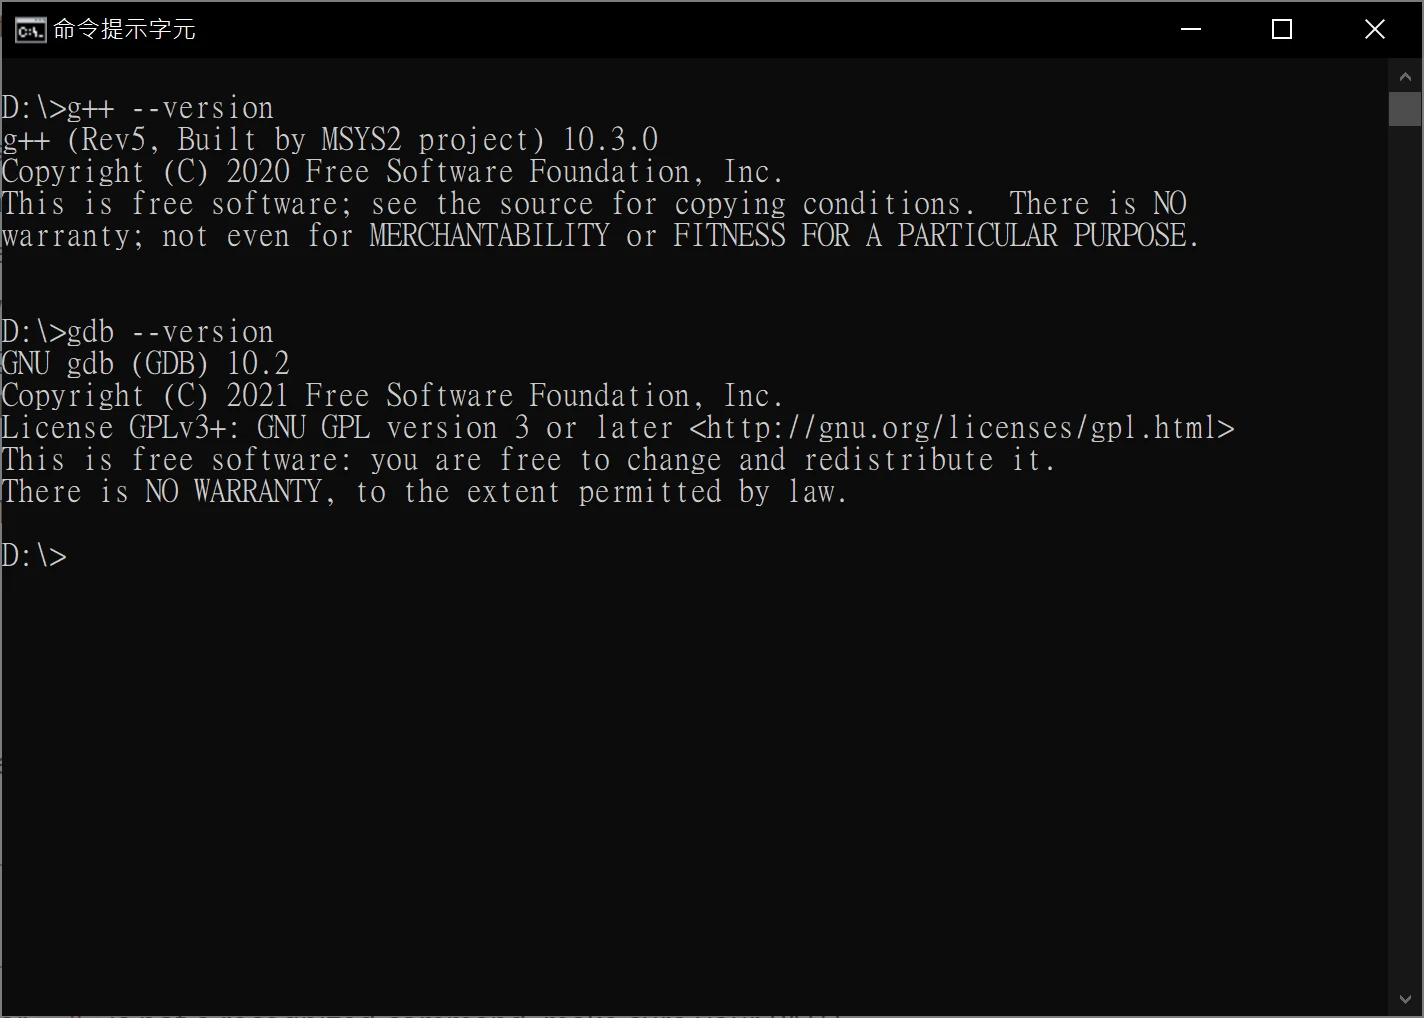 命令提示字元
D:\>g++ --version
g++ (Rev5, Built by MSYS2 project) 10.3.0
Copyright (C) 2020 Free Software Foundation, Inc.
This is free software; see the source for copying conditions.  There is NO
warranty; not even for MERCHANTABILITY or FITNESS FOR A PARTICULAR PURPOSE.
D:\>gdb --version
GNU gdb (GDB) 10.2
Copyright (C) 2021 Free Software Foundation, Inc.
License GPLv3+: GNU GPL version 3 or later <http://gnu.org/licenses/gpl.html>
This is free software: you are free to change and redistribute it.
There is NO WARRANTY, to the extent permitted by law.
D:\>